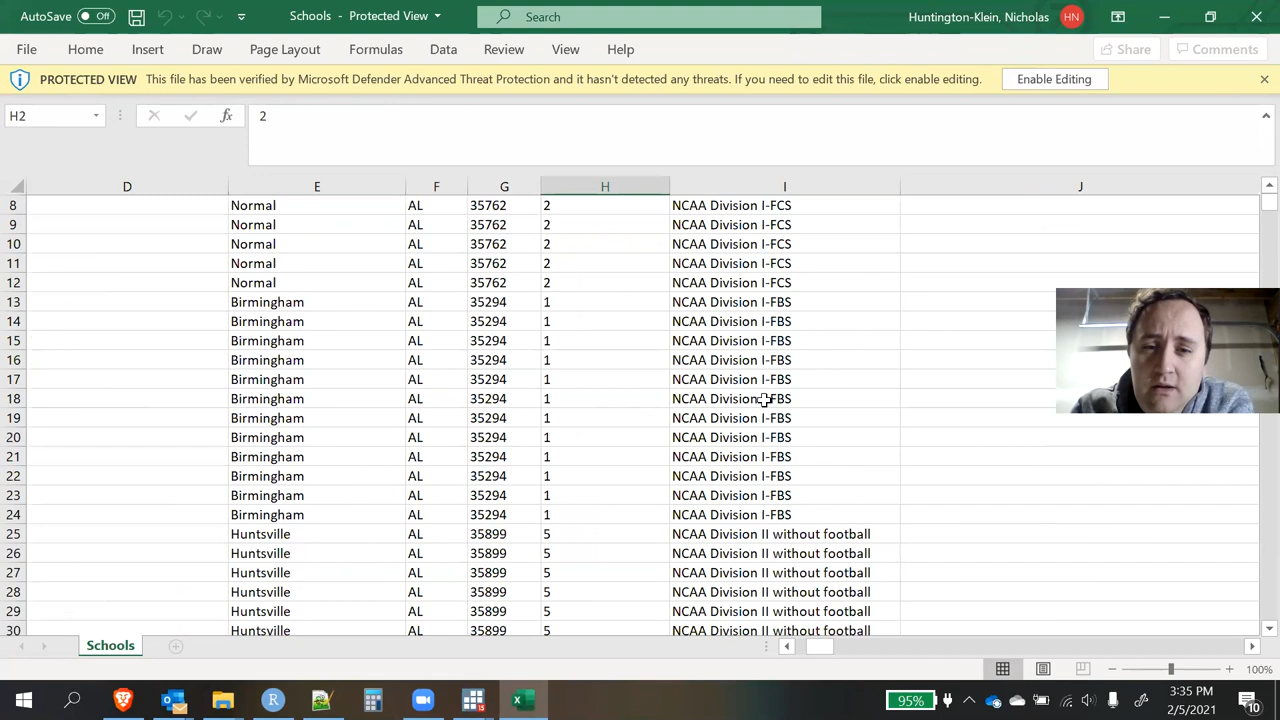 AutoSave Off Schools - Protected View Search Huntington-Klein, Nicholas HN
File Home Insert Draw Page Layout Formulas Data Review View Help Share Comments
PROTECTED VIEW This file has been verified by Microsoft Defender Advanced Threat Protection and it hasn't detected any threats. If you need to edit this file, click enable editing. Enable Editing
H2 fx 2
D E F G H I J
8 Normal AL 35762 2 NCAA Division I-FCS
9 Normal AL 35762 2 NCAA Division I-FCS
10 Normal AL 35762 2 NCAA Division I-FCS
11 Normal AL 35762 2 NCAA Division I-FCS
12 Normal AL 35762 2 NCAA Division I-FCS
13 Birmingham AL 35294 1 NCAA Division I-FBS
14 Birmingham AL 35294 1 NCAA Division I-FBS
15 Birmingham AL 35294 1 NCAA Division I-FBS
16 Birmingham AL 35294 1 NCAA Division I-FBS
17 Birmingham AL 35294 1 NCAA Division I-FBS
18 Birmingham AL 35294 1 NCAA Division I-FBS
19 Birmingham AL 35294 1 NCAA Division I-FBS
20 Birmingham AL 35294 1 NCAA Division I-FBS
21 Birmingham AL 35294 1 NCAA Division I-FBS
22 Birmingham AL 35294 1 NCAA Division I-FBS
23 Birmingham AL 35294 1 NCAA Division I-FBS
24 Birmingham AL 35294 1 NCAA Division I-FBS
25 Huntsville AL 35899 5 NCAA Division II without football
26 Huntsville AL 35899 5 NCAA Division II without football
27 Huntsville AL 35899 5 NCAA Division II without football
28 Huntsville AL 35899 5 NCAA Division II without football
29 Huntsville AL 35899 5 NCAA Division II without football
30 Huntsville AL 35899 5 NCAA Division II without football
Schools
100%
95% 3:35 PM
2/5/2021 10